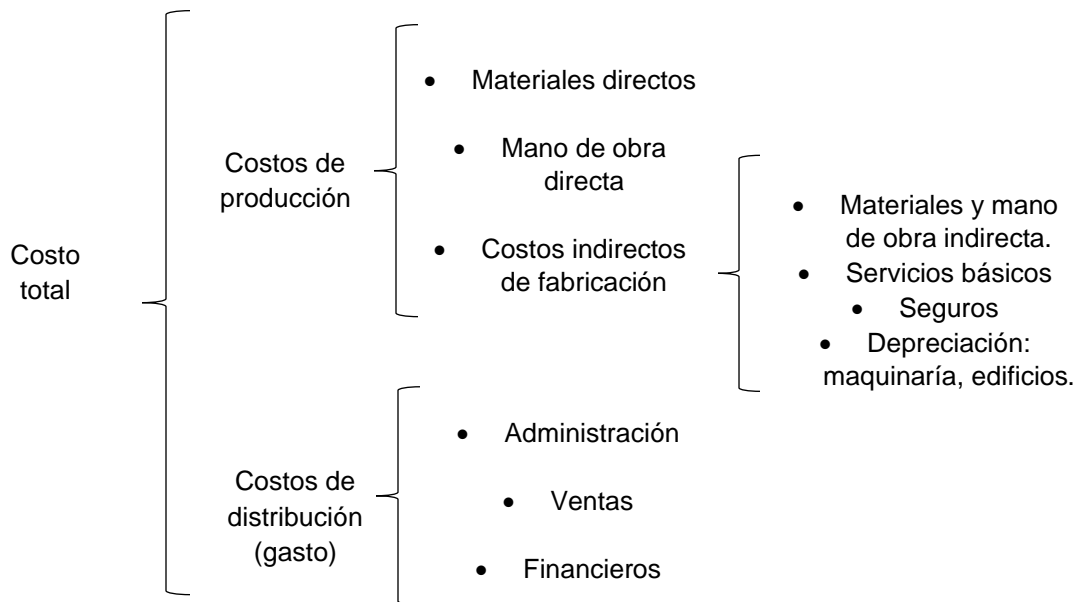 Costo
total
Costos de
producción
• Materiales directos
• Mano de obra
directa
• Costos indirectos
de fabricación
• Materiales y mano
de obra indirecta.
• Servicios básicos
• Seguros
• Depreciación:
maquinaría, edificios.
Costos de
distribución
(gasto)
• Administración
• Ventas
• Financieros